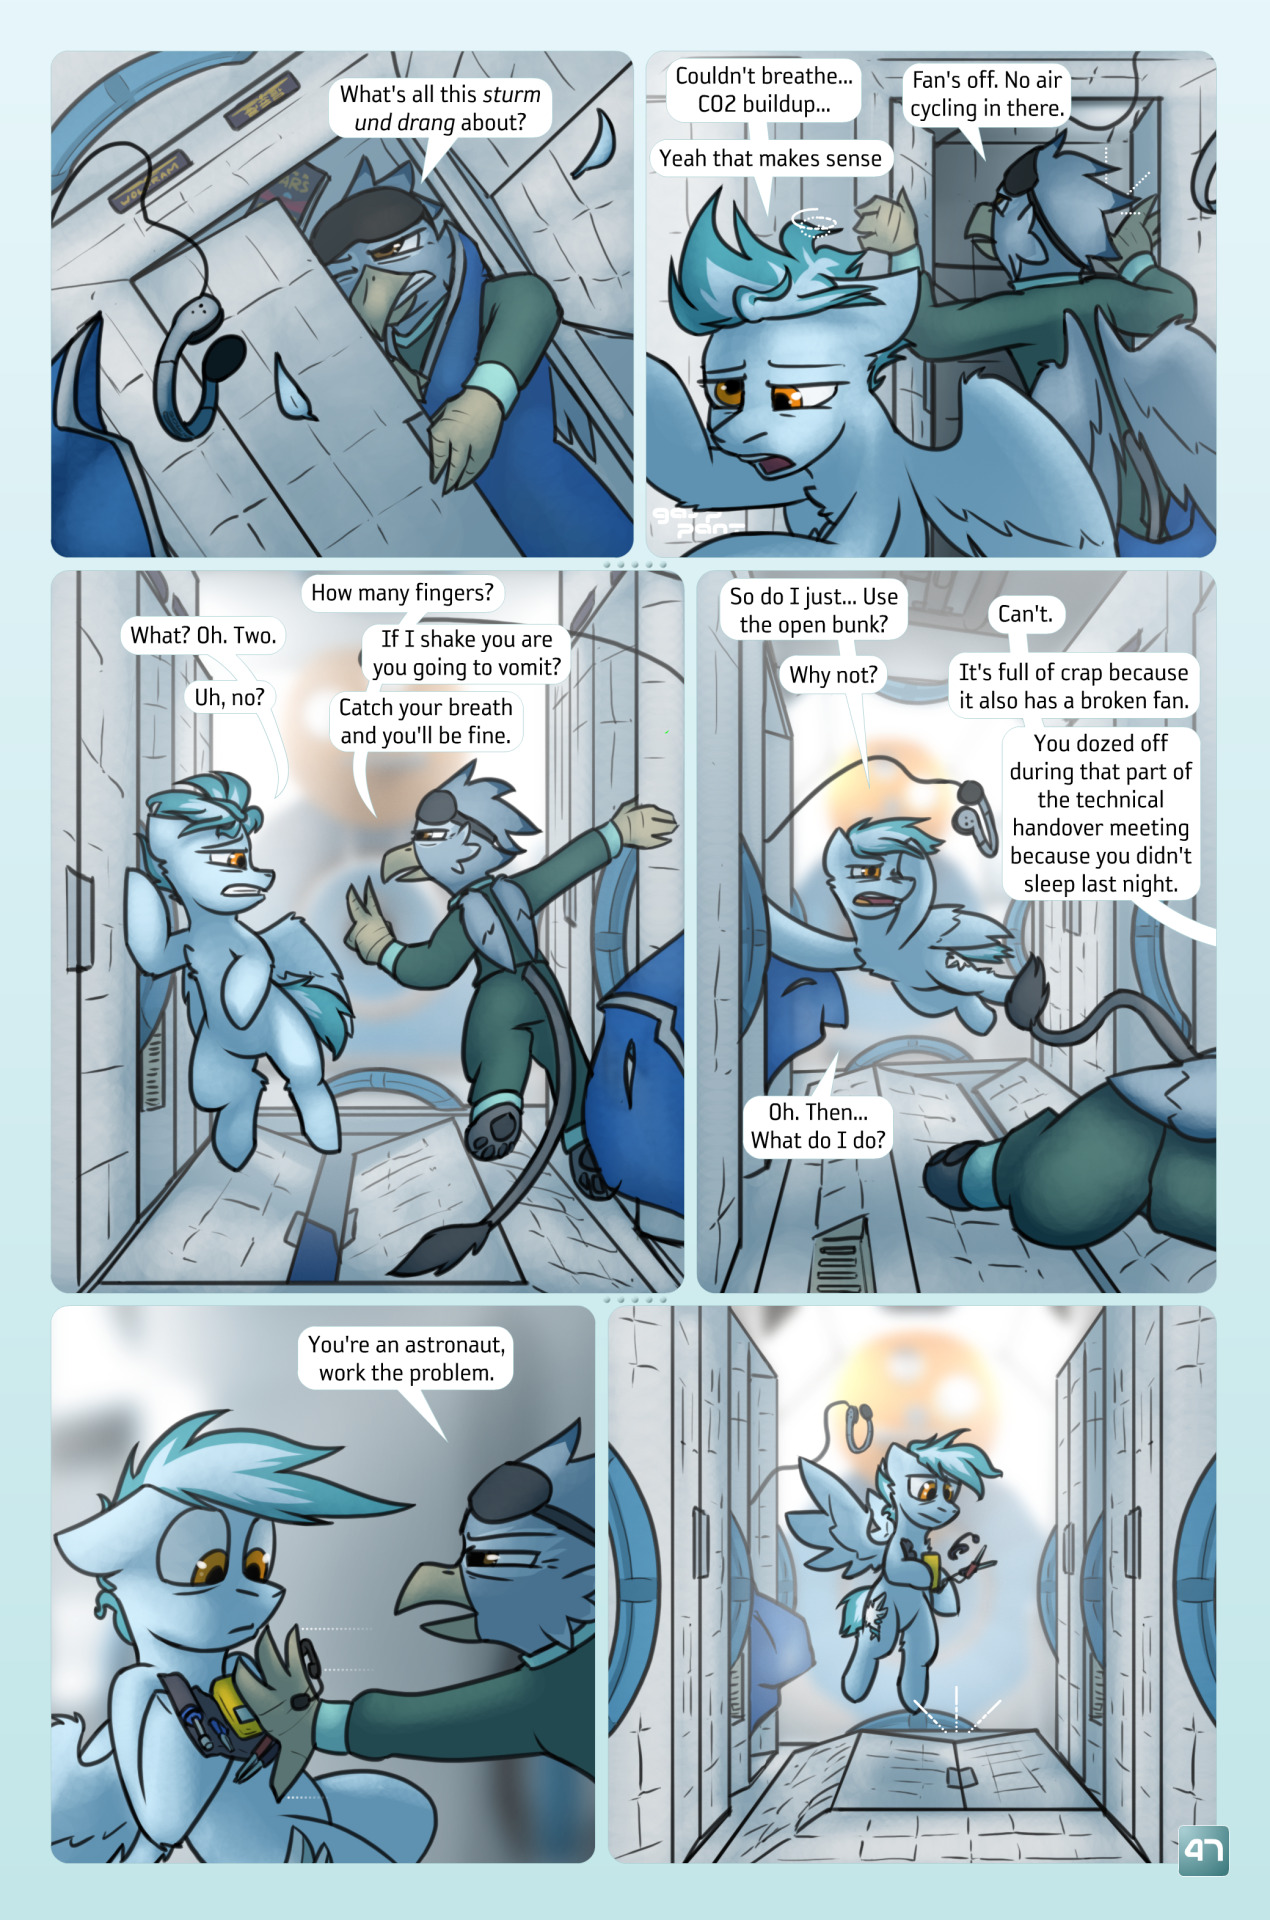 What's all this sturm
und drang about?
WOLFRAM
ARS
Couldn't breathe...
CO2 buildup...
Yeah that makes sense
Fan's off. No air
cycling in there.
gasp
pant
How many fingers?
What? Oh. Two.
If I shake you are
you going to vomit?
Uh, no?
Catch your breath
and you'll be fine.
So do I just... Use
the open bunk?
Can't.
Why not?
It's full of crap because
it also has a broken fan.
You dozed off
during that part of
the technical
handover meeting
because you didn't
sleep last night.
Oh. Then...
What do I do?
You're an astronaut,
work the problem.
47